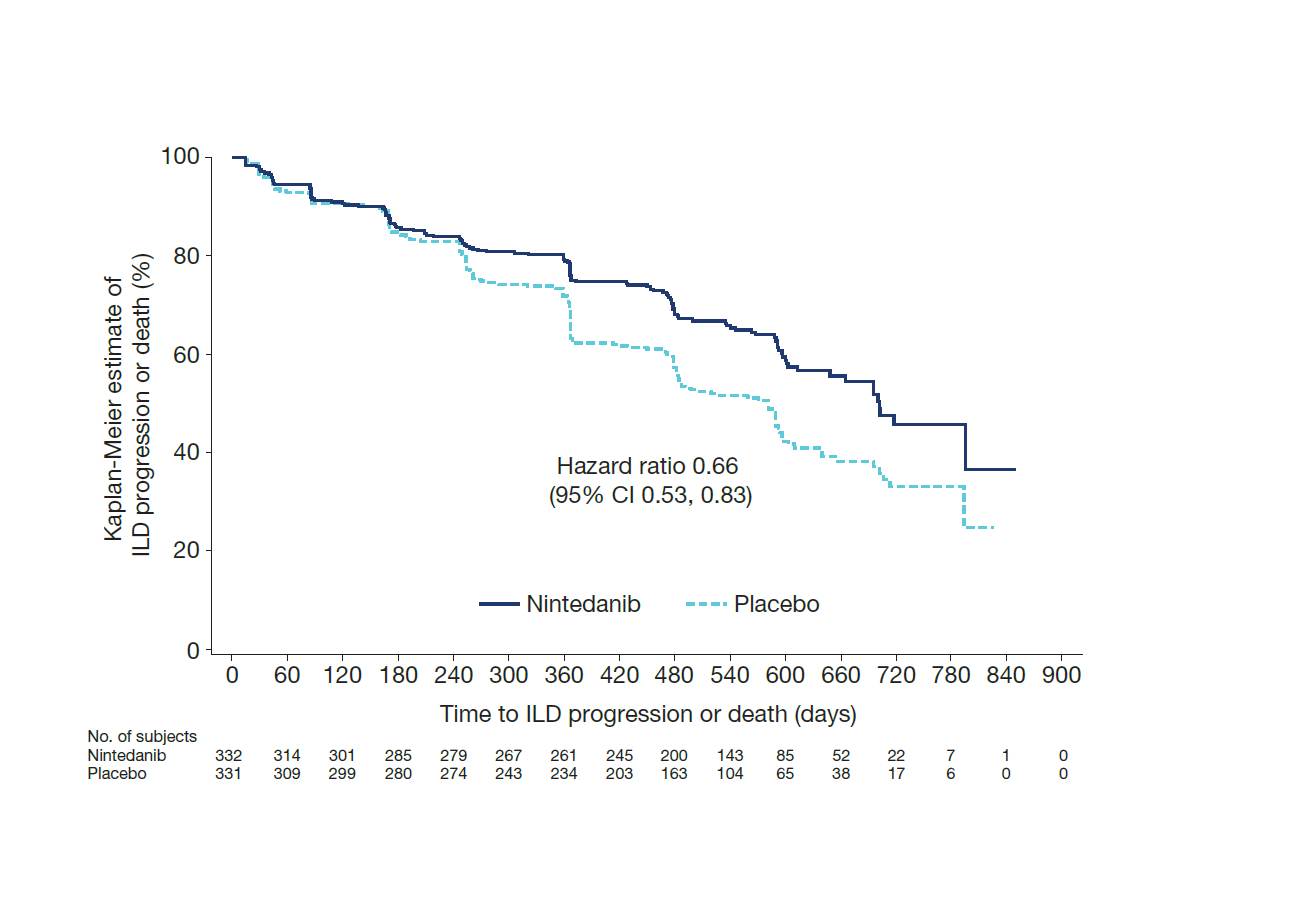 100
80
60
40
20
0
Kaplan-Meier estimate of
ILD progression or death (%)
Hazard ratio 0.66
(95% CI 0.53, 0.83)
Nintedanib Placebo
0 60 120 180 240 300 360 420 480 540 600 660 720 780 840 900
Time to ILD progression or death (days)
No. of subjects
Nintedanib 332 314 301 285 279 267 261 245 200 143 85 52 22 7 1 0
Placebo 331 309 299 280 274 243 234 203 163 104 65 38 17 6 0 0